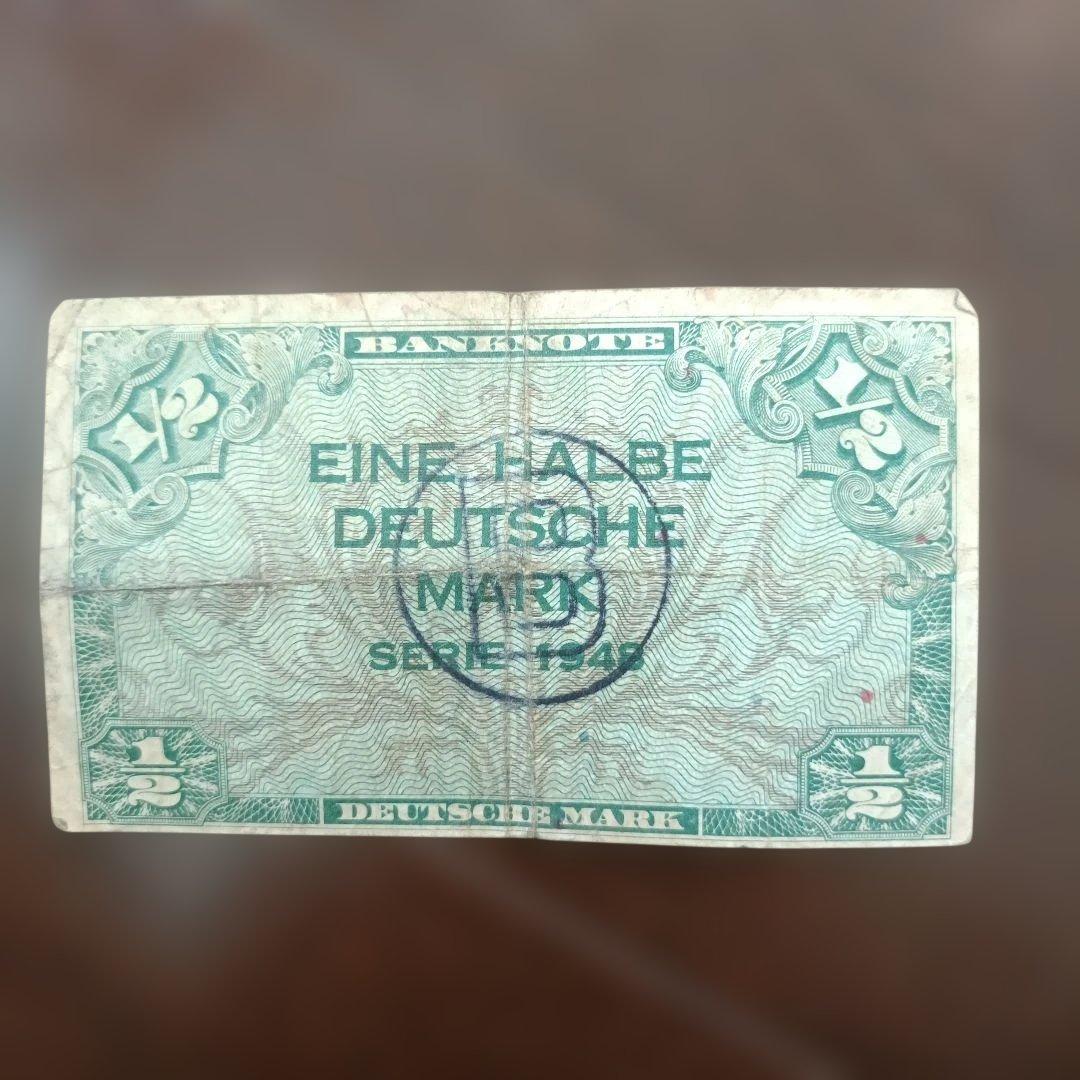 BANKNOTE
1/2 1/2
EINE HALBE
DEUTSCHE
B
MARK
SERIE 1948
1/2 1/2
DEUTSCHE MARK